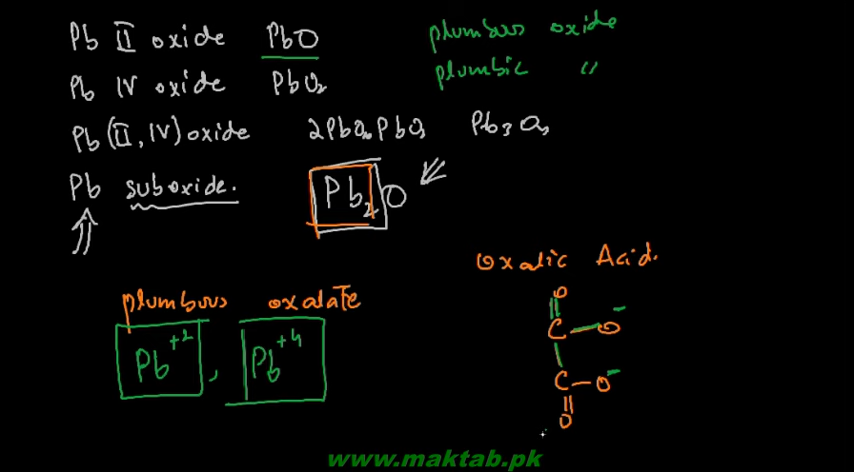 Pb II oxide PbO plumbous oxide
Pb IV oxide PbO₂ plumbic "
Pb (II, IV) oxide 2PbO.PbO₂ Pb₃O₄
Pb suboxide. Pb₂O
Oxalic Acid.
plumbous oxalate
Pb⁺², Pb⁺⁴
O
C—O⁻
C—O⁻
O
www.maktab.pk